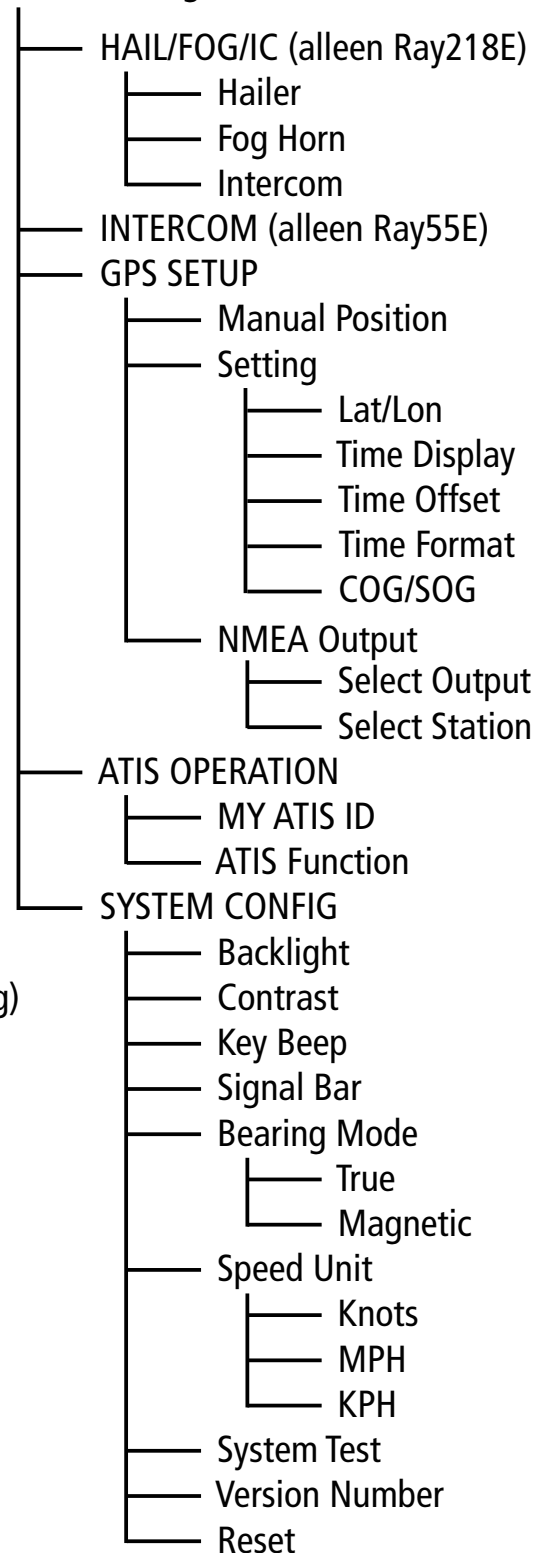 HAIL/FOG/IC (alleen Ray218E)
Hailer
Fog Horn
Intercom
INTERCOM (alleen Ray55E)
GPS SETUP
Manual Position
Setting
Lat/Lon
Time Display
Time Offset
Time Format
COG/SOG
NMEA Output
Select Output
Select Station
ATIS OPERATION
MY ATIS ID
ATIS Function
SYSTEM CONFIG
Backlight
Contrast
Key Beep
Signal Bar
Bearing Mode
True
Magnetic
Speed Unit
Knots
MPH
KPH
System Test
Version Number
Reset